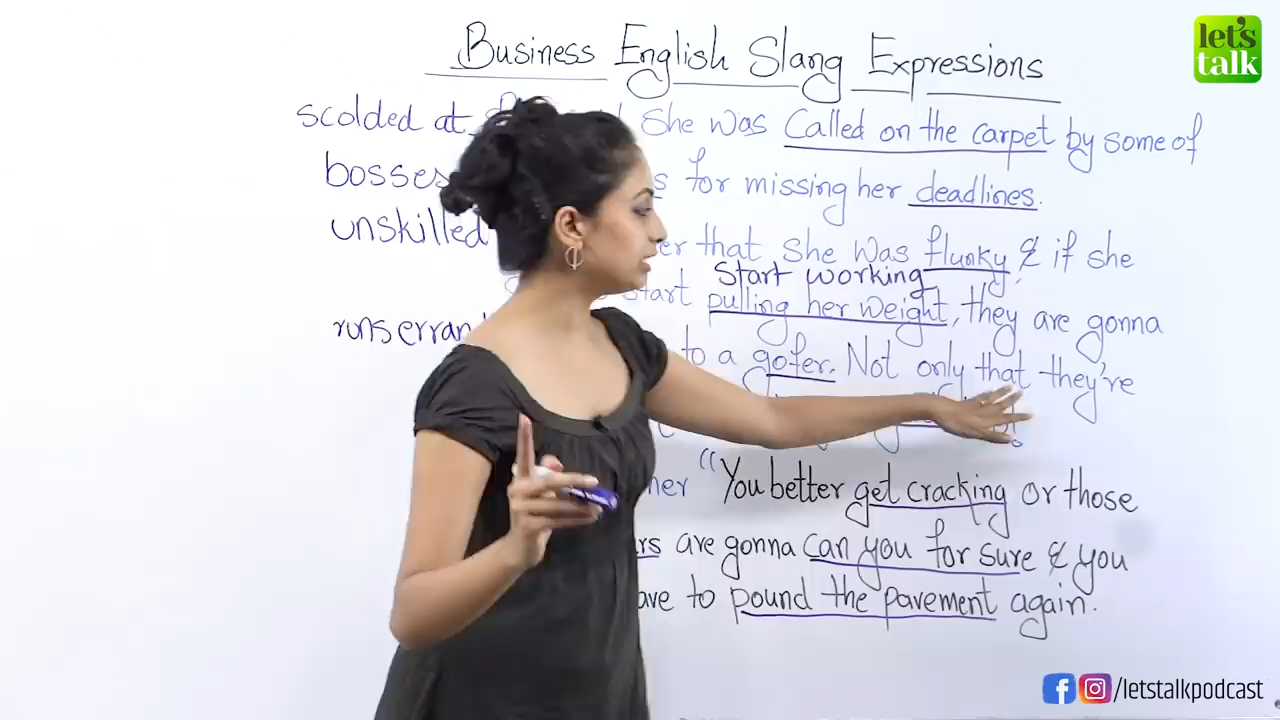 let's
talk
Business English Slang Expressions
scolded at She was Called on the carpet by some of
bosses for missing her deadlines.
unskilled that she was flunky & if she
Start working
start pulling her weight, they are gonna
to a gofer. Not only that they're
her "You better get cracking or those
are gonna can you for sure & you
to pound the pavement again.
/letstalkpodcast